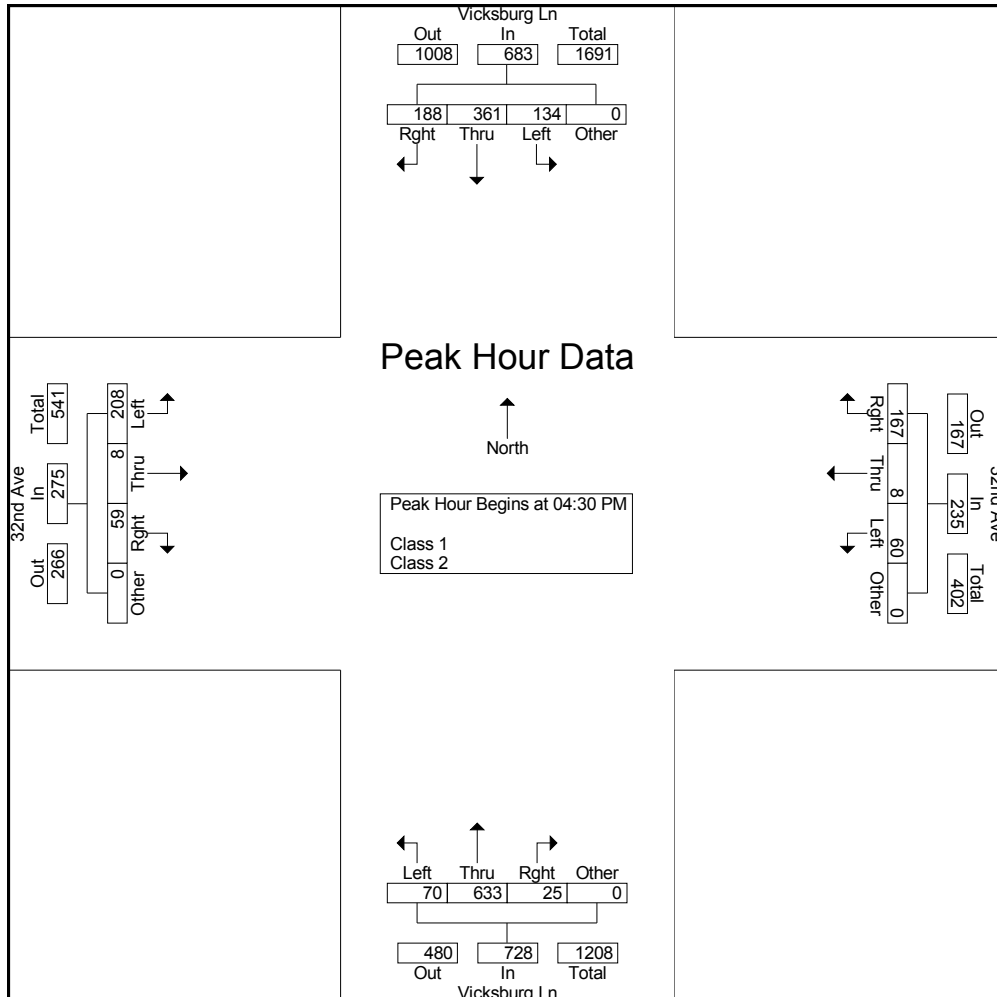 Vicksburg Ln
Out In Total
1008 683 1691
188 361 134 0
Rght Thru Left Other
Peak Hour Data
North
Peak Hour Begins at 04:30 PM
Class 1
Class 2
32nd Ave
Total In Out
541 275 266
208 8 59 0
Left Thru Rght Other
Rght Thru Left Other
167 8 60 0
167 235 402
Out In Total
32nd Ave
Left Thru Rght Other
70 633 25 0
480 728 1208
Out In Total
Vicksburg Ln